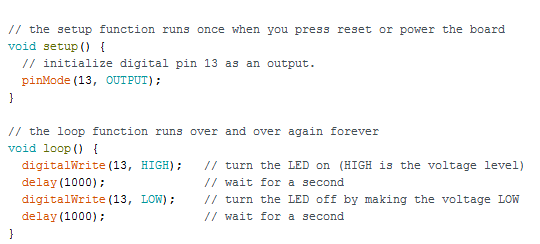 // the setup function runs once when you press reset or power the board
void setup() {
  // initialize digital pin 13 as an output.
  pinMode(13, OUTPUT);
}

// the loop function runs over and over again forever
void loop() {
  digitalWrite(13, HIGH);   // turn the LED on (HIGH is the voltage level)
  delay(1000);              // wait for a second
  digitalWrite(13, LOW);    // turn the LED off by making the voltage LOW
  delay(1000);              // wait for a second
}